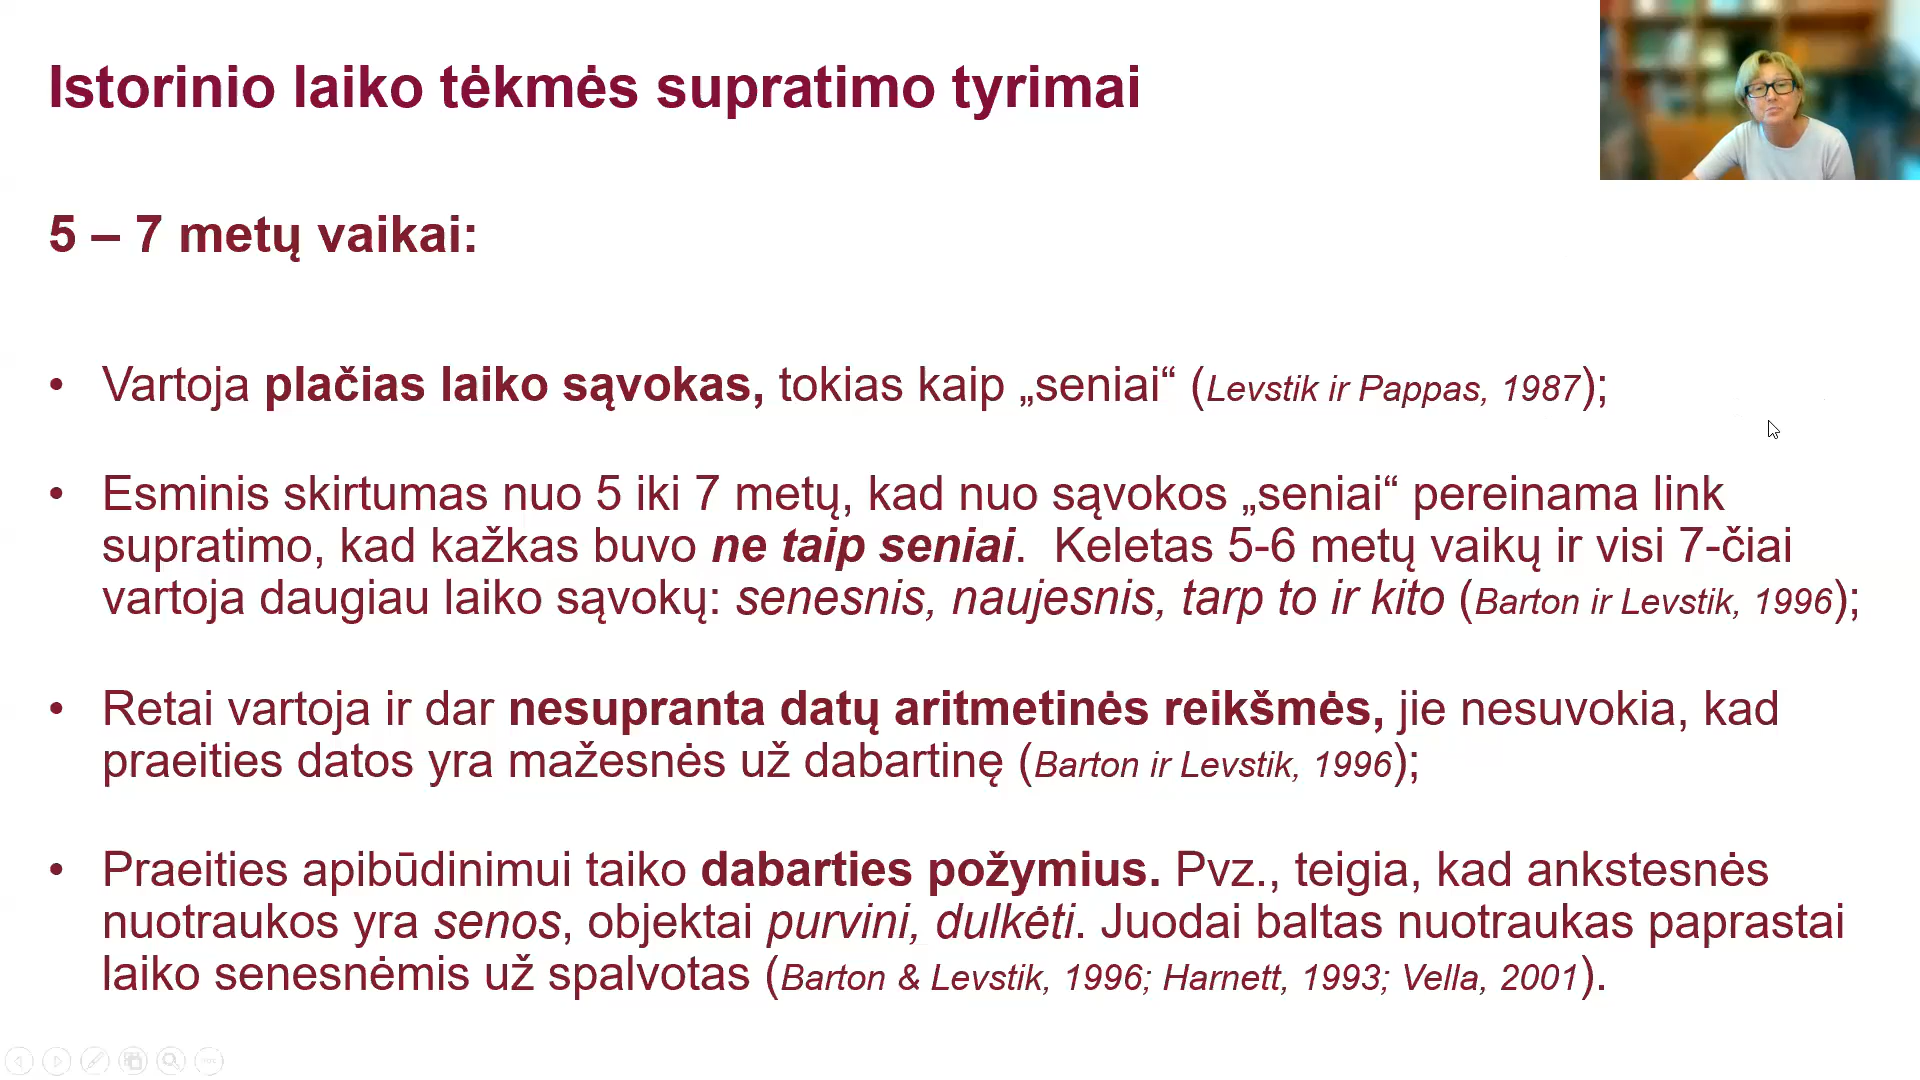 Istorinio laiko tėkmės supratimo tyrimai
5 – 7 metų vaikai:
• Vartoja plačias laiko sąvokas, tokias kaip „seniai“ (Levstik ir Pappas, 1987);
• Esminis skirtumas nuo 5 iki 7 metų, kad nuo sąvokos „seniai“ pereinama link
supratimo, kad kažkas buvo ne taip seniai. Keletas 5-6 metų vaikų ir visi 7-čiai
vartoja daugiau laiko sąvokų: senesnis, naujesnis, tarp to ir kito (Barton ir Levstik, 1996);
• Retai vartoja ir dar nesupranta datų aritmetinės reikšmės, jie nesuvokia, kad
praeities datos yra mažesnės už dabartinę (Barton ir Levstik, 1996);
• Praeities apibūdinimui taiko dabarties požymius. Pvz., teigia, kad ankstesnės
nuotraukos yra senos, objektai purvini, dulkėti. Juodai baltas nuotraukas paprastai
laiko senesnėmis už spalvotas (Barton & Levstik, 1996; Harnett, 1993; Vella, 2001).